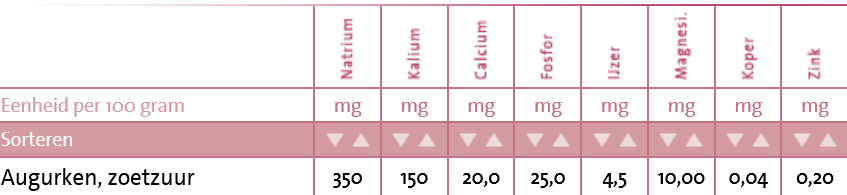 Natrium Kalium Calcium Fosfor IJzer Magnesi. Koper Zink
Eenheid per 100 gram mg mg mg mg mg mg mg mg
Sorteren
Augurken, zoetzuur 350 150 20,0 25,0 4,5 10,00 0,04 0,20